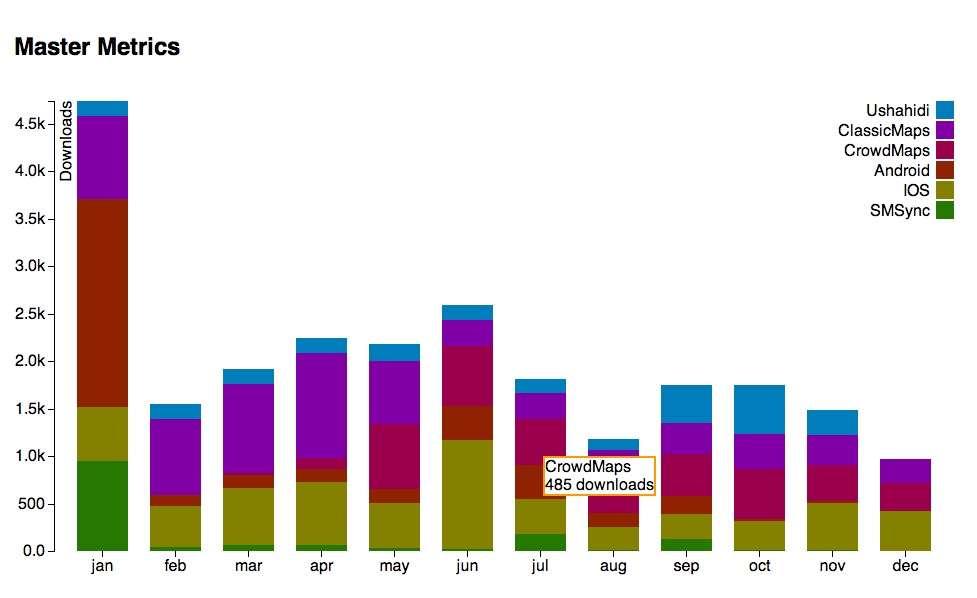 Master Metrics
Downloads
4.5k
4.0k
3.5k
3.0k
2.5k
2.0k
1.5k
1.0k
500
0.0
Ushahidi
ClassicMaps
CrowdMaps
Android
IOS
SMSync
CrowdMaps
485 downloads
jan feb mar apr may jun jul aug sep oct nov dec